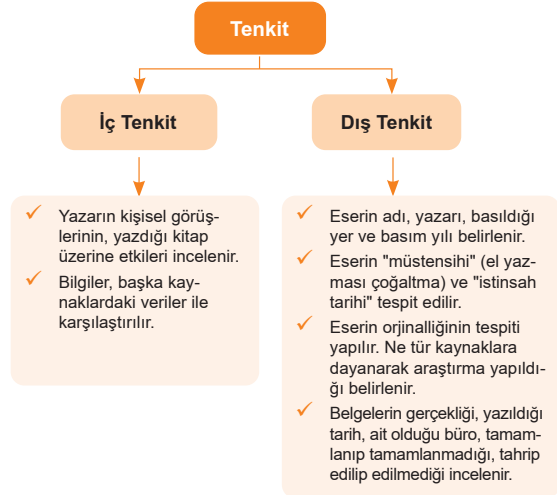 Tenkit
İç Tenkit
Yazarın kişisel görüş-
lerinin, yazdığı kitap
üzerine etkileri incelenir.
Bilgiler, başka kay-
naklardaki veriler ile
karşılaştırılır.
Dış Tenkit
Eserin adı, yazarı, basıldığı
yer ve basım yılı belirlenir.
Eserin "müstensihi" (el yaz-
ması çoğaltma) ve "istinsah
tarihi" tespit edilir.
Eserin orjinalliğinin tespiti
yapılır. Ne tür kaynaklara
dayanarak araştırma yapıldı-
ğı belirlenir.
Belgelerin gerçekliği, yazıldığı
tarih, ait olduğu büro, tamam-
lanıp tamamlanmadığı, tahrip
edilip edilmediği incelenir.